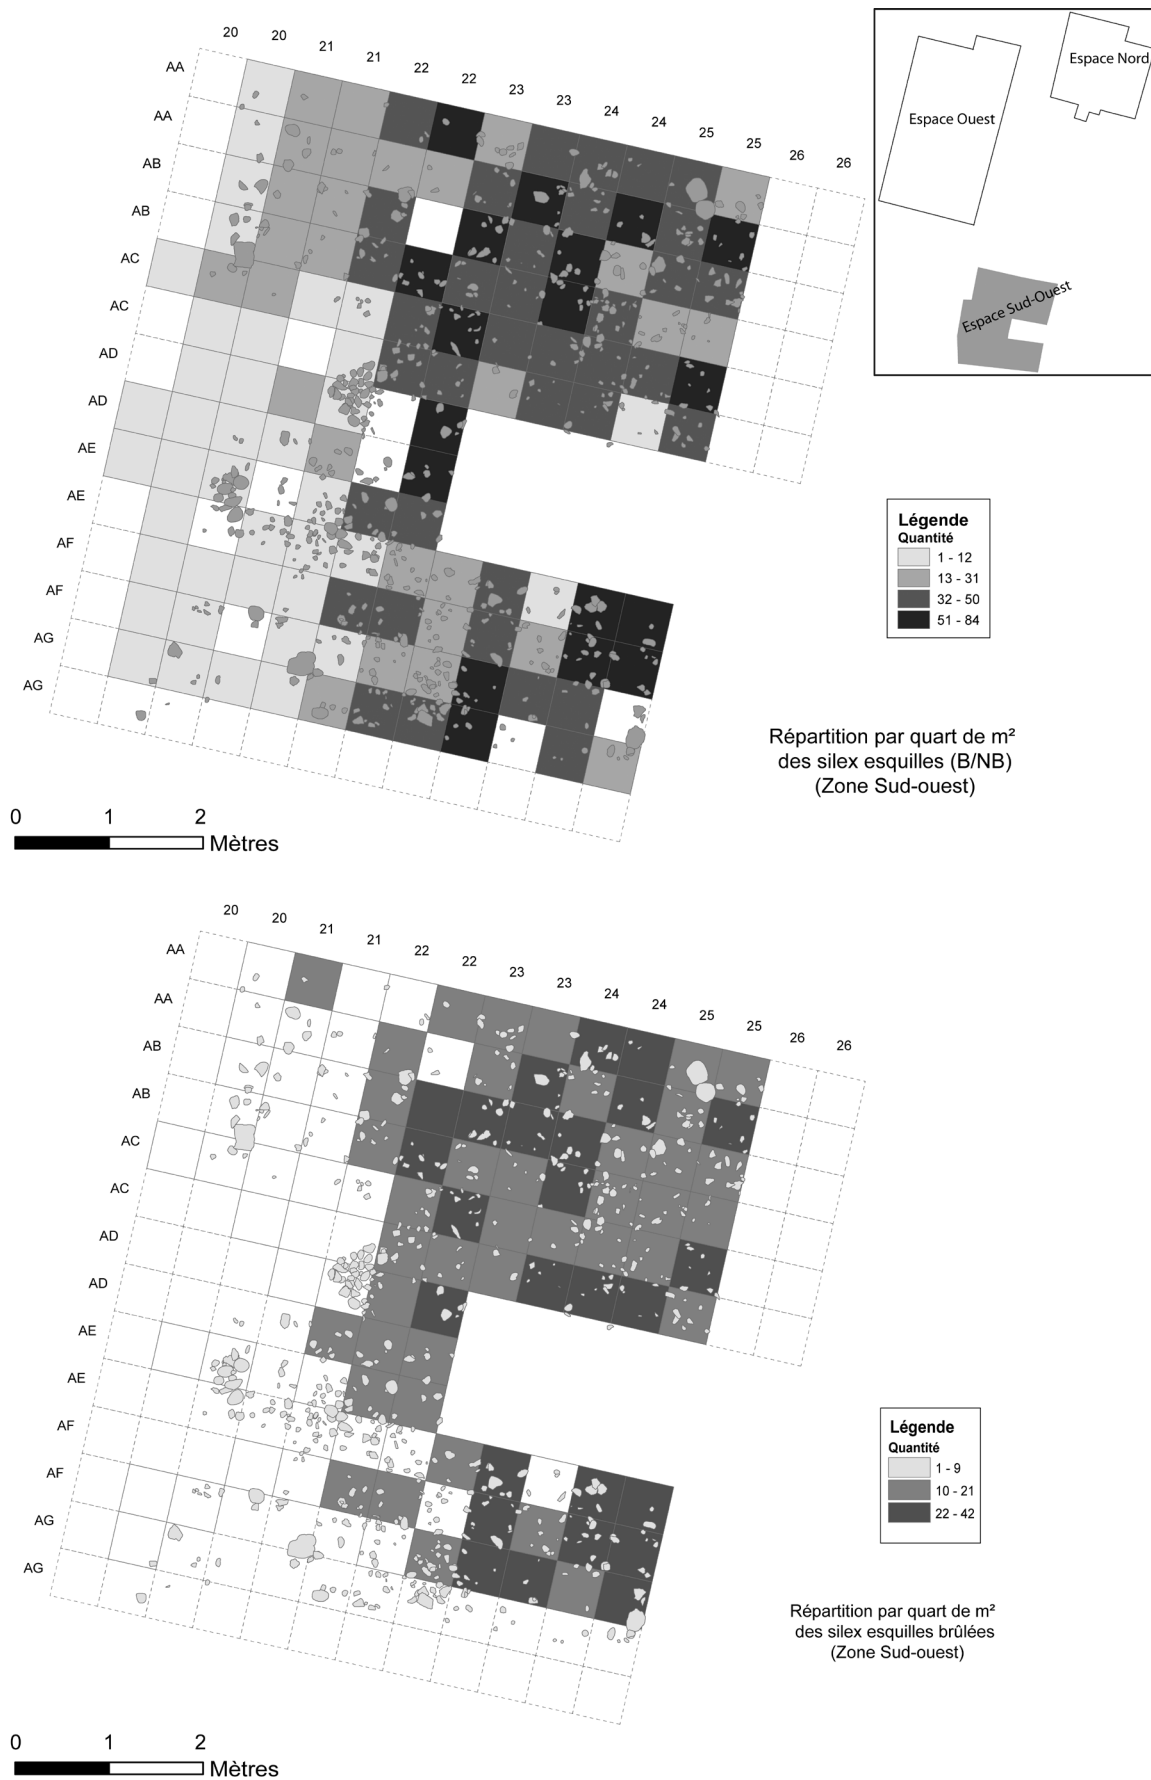 20 20 21 21 22 22 23 23 24 24 25 25 26 26
AA
AA
AB
AB
AC
AC
AD
AD
AE
AE
AF
AF
AG
AG
Espace Nord
Espace Ouest
Espace Sud-Ouest
Légende
Quantité
1 - 12
13 - 31
32 - 50
51 - 84
Répartition par quart de m²
des silex esquilles (B/NB)
(Zone Sud-ouest)
0 1 2
Mètres
20 20 21 21 22 22 23 23 24 24 25 25 26 26
AA
AA
AB
AB
AC
AC
AD
AD
AE
AE
AF
AF
AG
AG
Légende
Quantité
1 - 9
10 - 21
22 - 42
Répartition par quart de m²
des silex esquilles brûlées
(Zone Sud-ouest)
0 1 2
Mètres